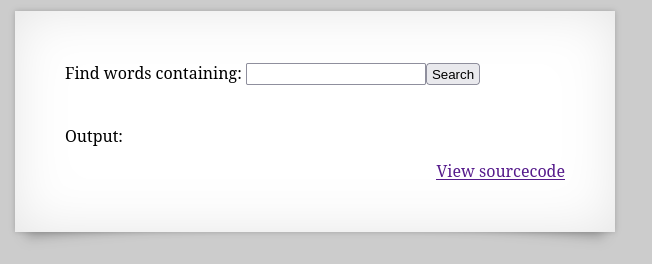 Find words containing: Search
Output:
View sourcecode